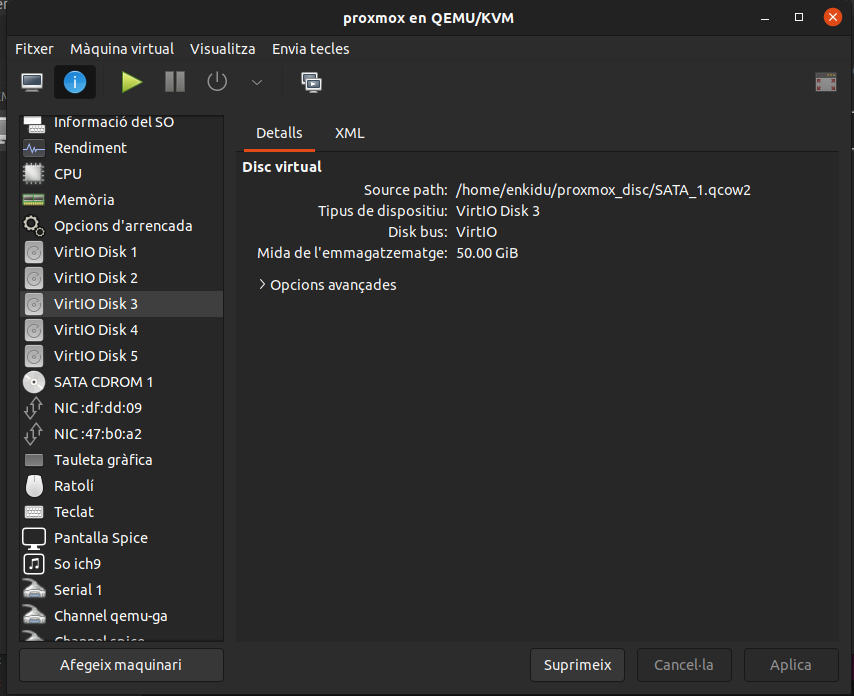 proxmox en QEMU/KVM
Fitxer Màquina virtual Visualitza Envia tecles
Informació del SO
Rendiment
CPU
Memòria
Opcions d'arrencada
VirtIO Disk 1
VirtIO Disk 2
VirtIO Disk 3
VirtIO Disk 4
VirtIO Disk 5
SATA CDROM 1
NIC :df:dd:09
NIC :47:b0:a2
Tauleta gràfica
Ratolí
Teclat
Pantalla Spice
So ich9
Serial 1
Channel qemu-ga
Channel spice
Afegeix maquinari
Detalls XML
Disc virtual
Source path: /home/enkidu/proxmox_disc/SATA_1.qcow2
Tipus de dispositiu: VirtIO Disk 3
Disk bus: VirtIO
Mida de l'emmagatzematge: 50.00 GiB
Opcions avançades
Suprimeix Cancel·la Aplica